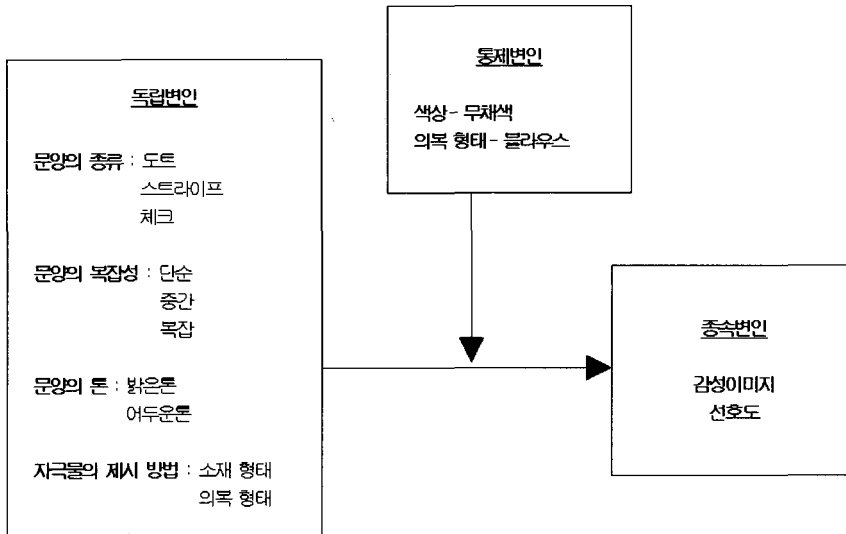 독립변인
문양의 종류 : 도트
스트라이프
체크
문양의 복잡성 : 단순
중간
복잡
문양의 톤 : 밝은톤
어두운톤
자극물의 제시 방법 : 소재 형태
의복 형태
통제변인
색상 - 무채색
의복 형태 - 블라우스
종속변인
감성이미지
선호도